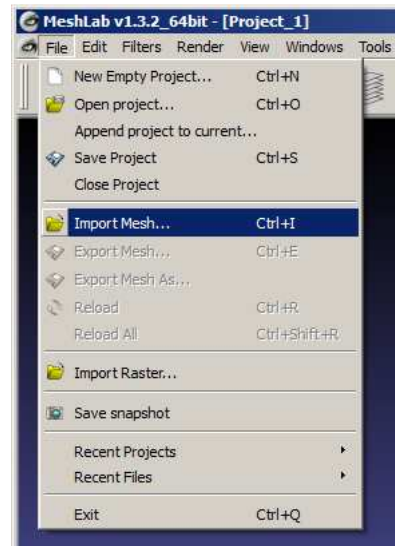 MeshLab v1.3.2_64bit - [Project_1]
File Edit Filters Render View Windows Tools
New Empty Project... Ctrl+N
Open project... Ctrl+O
Append project to current...
Save Project Ctrl+S
Close Project
Import Mesh... Ctrl+I
Export Mesh... Ctrl+E
Export Mesh As...
Reload Ctrl+R
Reload All Ctrl+Shift+R
Import Raster...
Save snapshot
Recent Projects
Recent Files
Exit Ctrl+Q